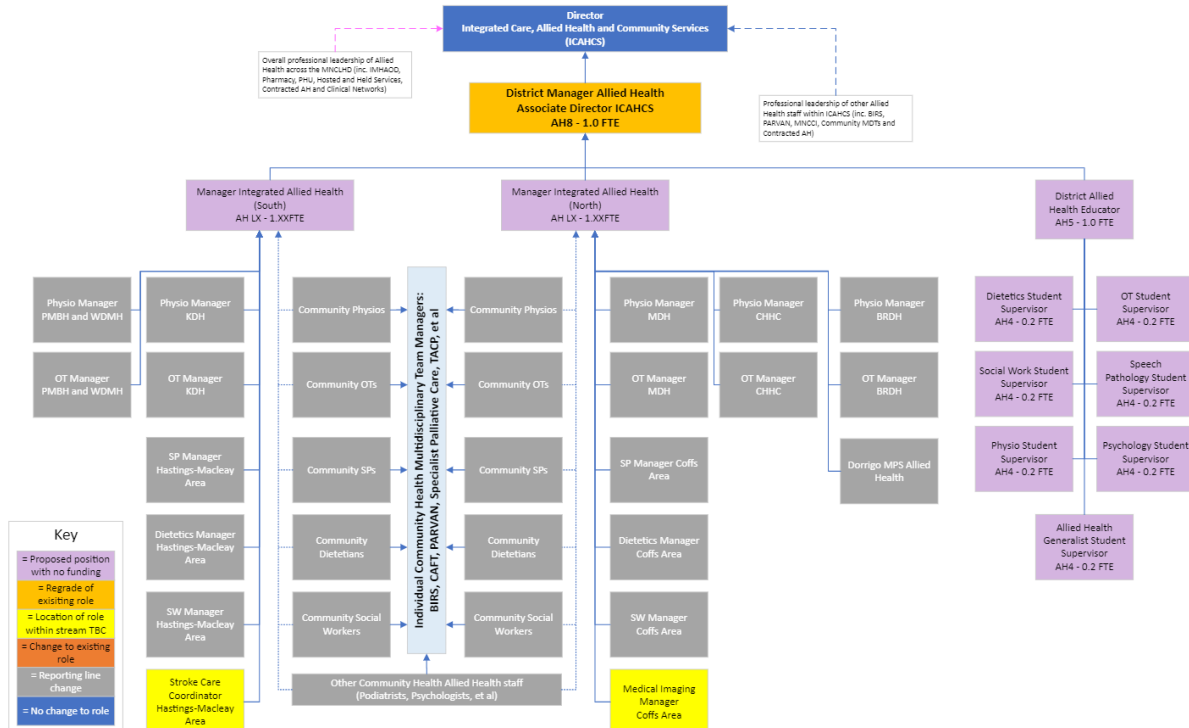 Director
Integrated Care, Allied Health and Community Services
(ICAHCS)
Overall professional leadership of Allied
Health across the MNCLHD (inc. IMHAOD,
Pharmacy, PHU, Hosted and Held Services,
Contracted AH and Clinical Networks)
District Manager Allied Health
Associate Director ICAHCS
AH8 - 1.0 FTE
Professional leadership of other Allied
Health staff within ICAHCS (inc. BIRS,
PARVAN, MNCCI, Community MDTs and
Contracted AH)
Manager Integrated Allied Health
(South)
AH LX - 1.XXFTE
Manager Integrated Allied Health
(North)
AH LX - 1.XXFTE
District Allied
Health Educator
AH5 - 1.0 FTE
Physio Manager
PMBH and WDMH
Physio Manager
KDH
Community Physios
Community Physios
Physio Manager
MDH
Physio Manager
CHHC
Physio Manager
BRDH
Dietetics Student
Supervisor
AH4 - 0.2 FTE
OT Student
Supervisor
AH4 - 0.2 FTE
OT Manager
PMBH and WDMH
OT Manager
KDH
Community OTs
Community OTs
OT Manager
MDH
OT Manager
CHHC
OT Manager
BRDH
Social Work Student
Supervisor
AH4 - 0.2 FTE
Speech
Pathology Student
Supervisor
AH4 - 0.2 FTE
Individual Community Health Multidisciplinary Team Managers:
BIRS, CAFT, PARVAN, Specialist Palliative Care, TACP, et al
SP Manager
Hastings-Macleay
Area
Community SPs
Community SPs
SP Manager Coffs
Area
Dorrigo MPS Allied
Health
Physio Student
Supervisor
AH4 - 0.2 FTE
Psychology Student
Supervisor
AH4 - 0.2 FTE
Dietetics Manager
Hastings-Macleay
Area
Community
Dietetians
Community
Dietetians
Dietetics Manager
Coffs Area
Allied Health
Generalist Student
Supervisor
AH4 - 0.2 FTE
SW Manager
Hastings-Macleay
Area
Community Social
Workers
Community Social
Workers
SW Manager
Coffs Area
Stroke Care
Coordinator
Hastings-Macleay
Area
Other Community Health Allied Health staff
(Podiatrists, Psychologists, et al)
Medical Imaging
Manager
Coffs Area
Key
= Proposed position
with no funding
= Regrade of
exisiting role
= Location of role
within stream TBC
= Change to existing
role
= Reporting line
change
= No change to role